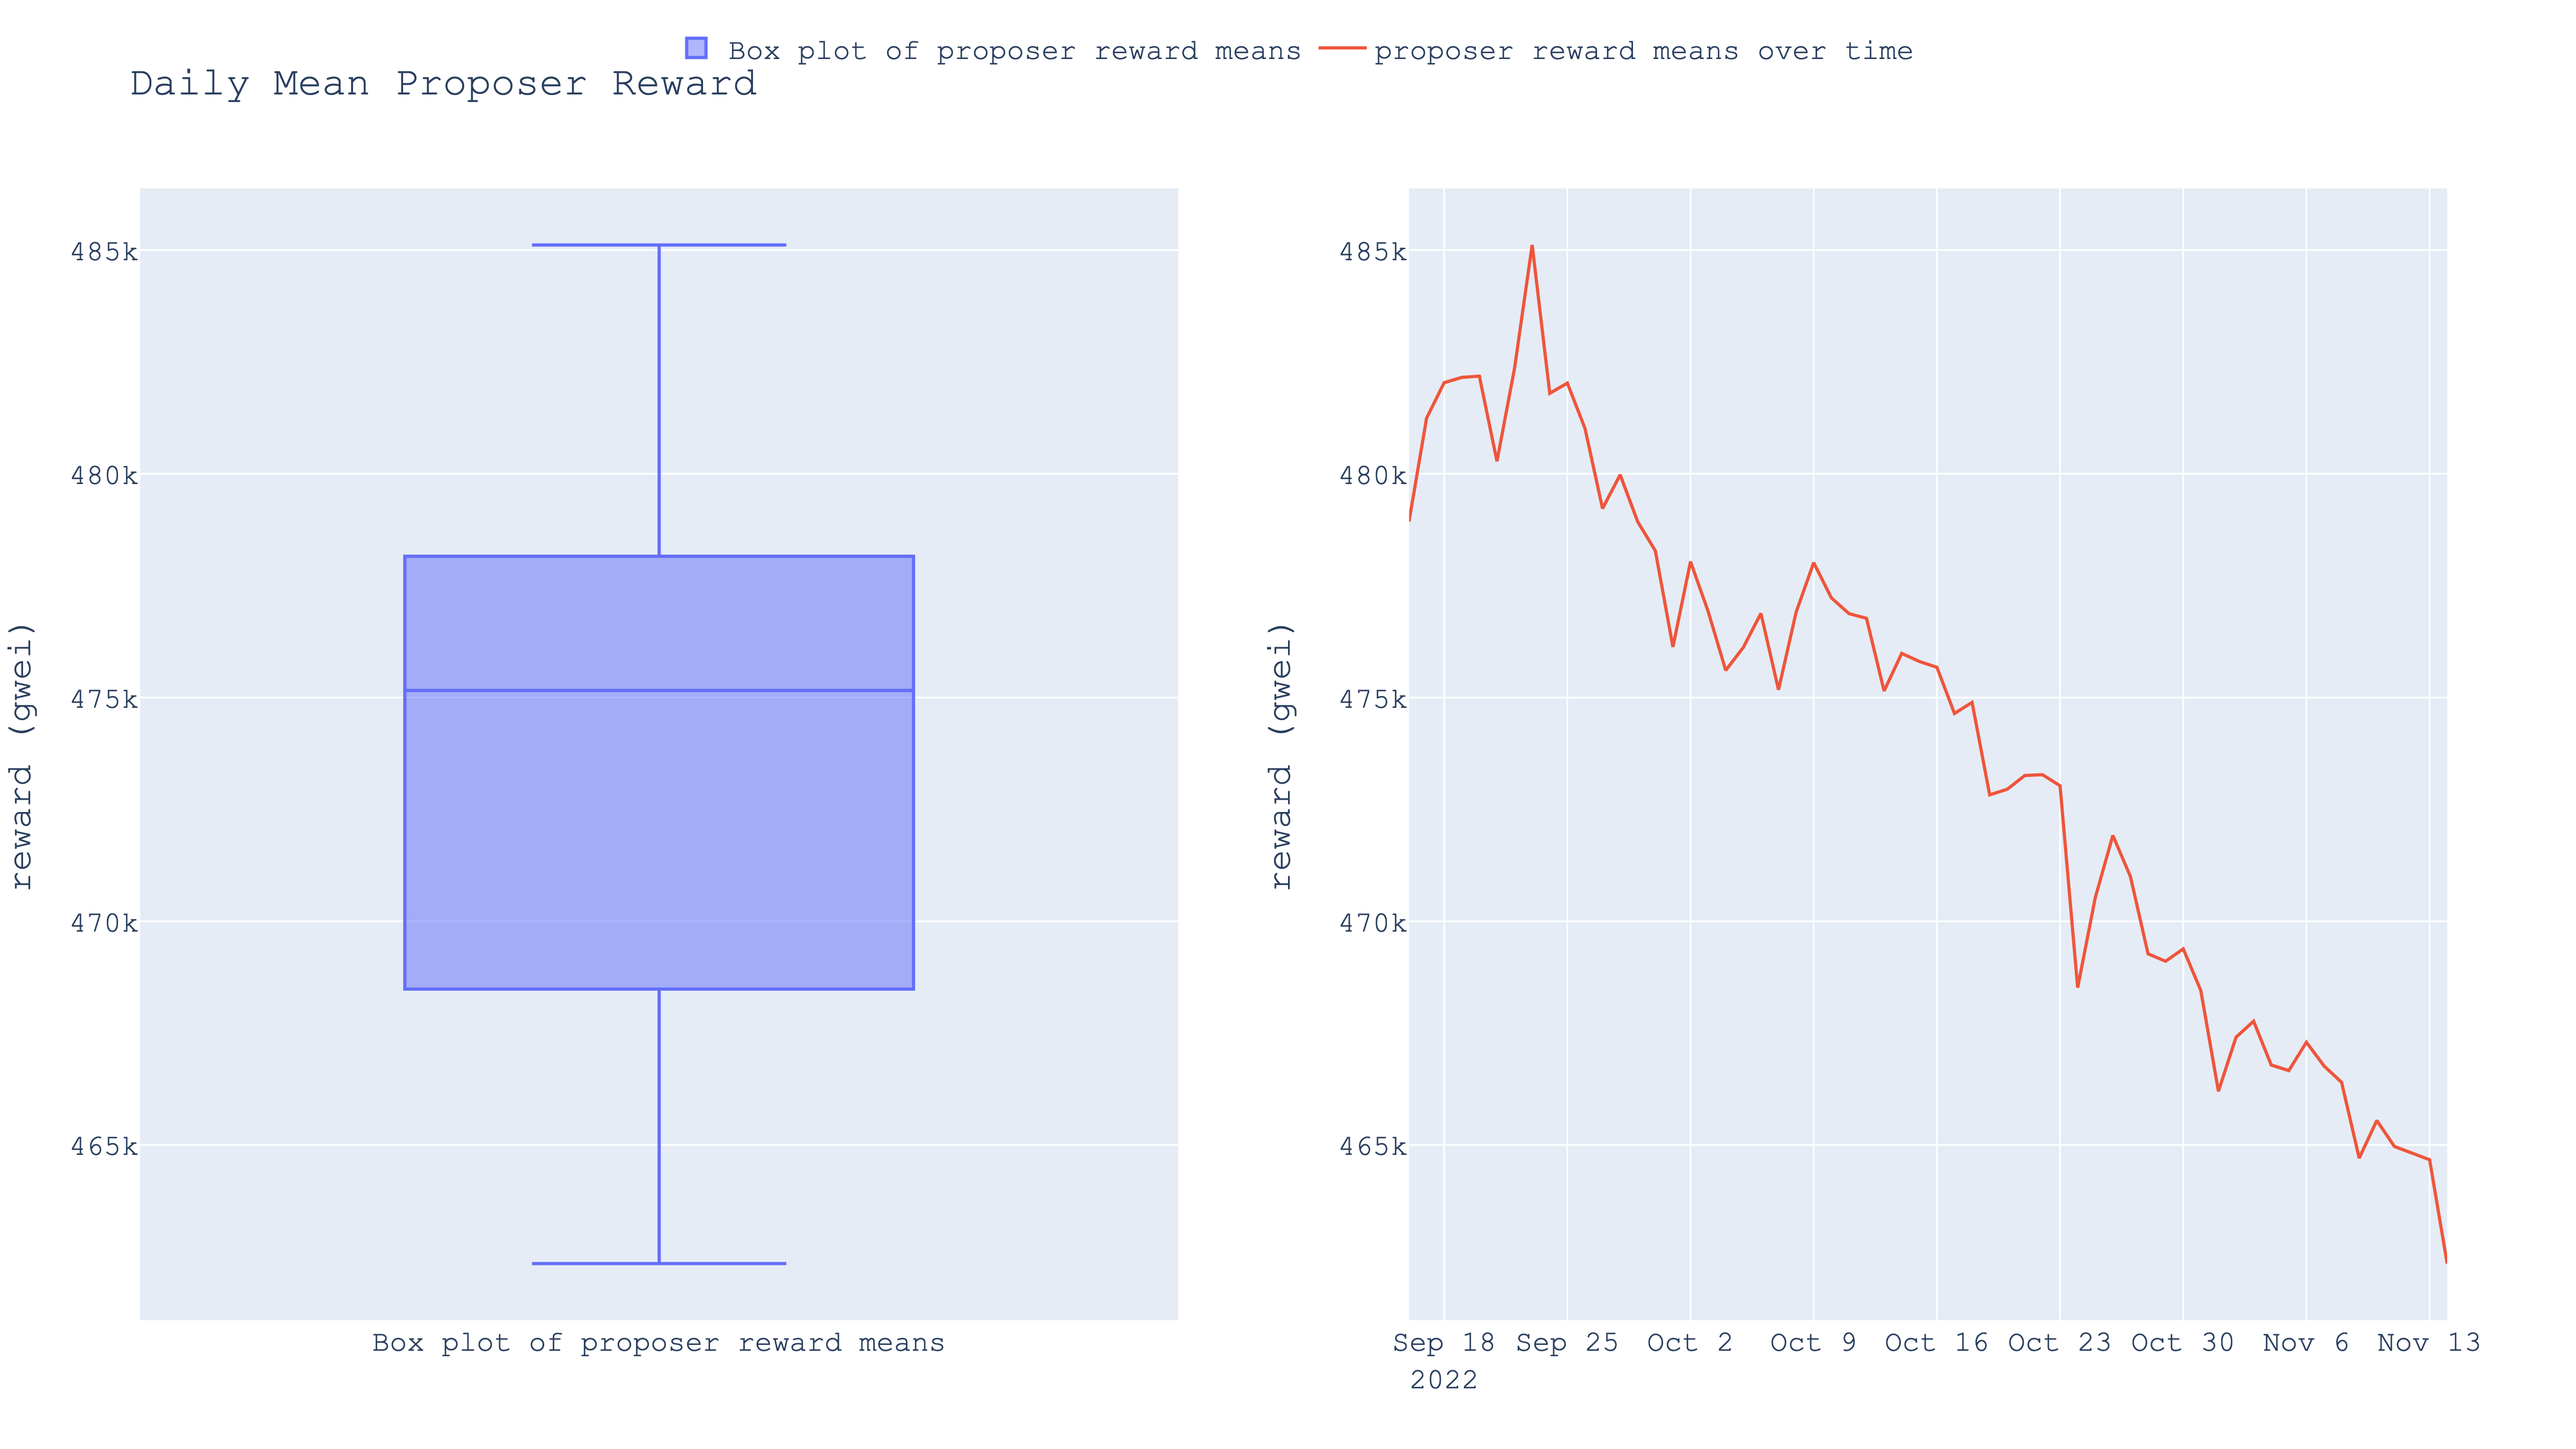 Box plot of proposer reward means
proposer reward means over time
Daily Mean Proposer Reward
reward (gwei)
485k
480k
475k
470k
465k
Box plot of proposer reward means
reward (gwei)
485k
480k
475k
470k
465k
Sep 18 Sep 25 Oct 2 Oct 9 Oct 16 Oct 23 Oct 30 Nov 6 Nov 13
2022